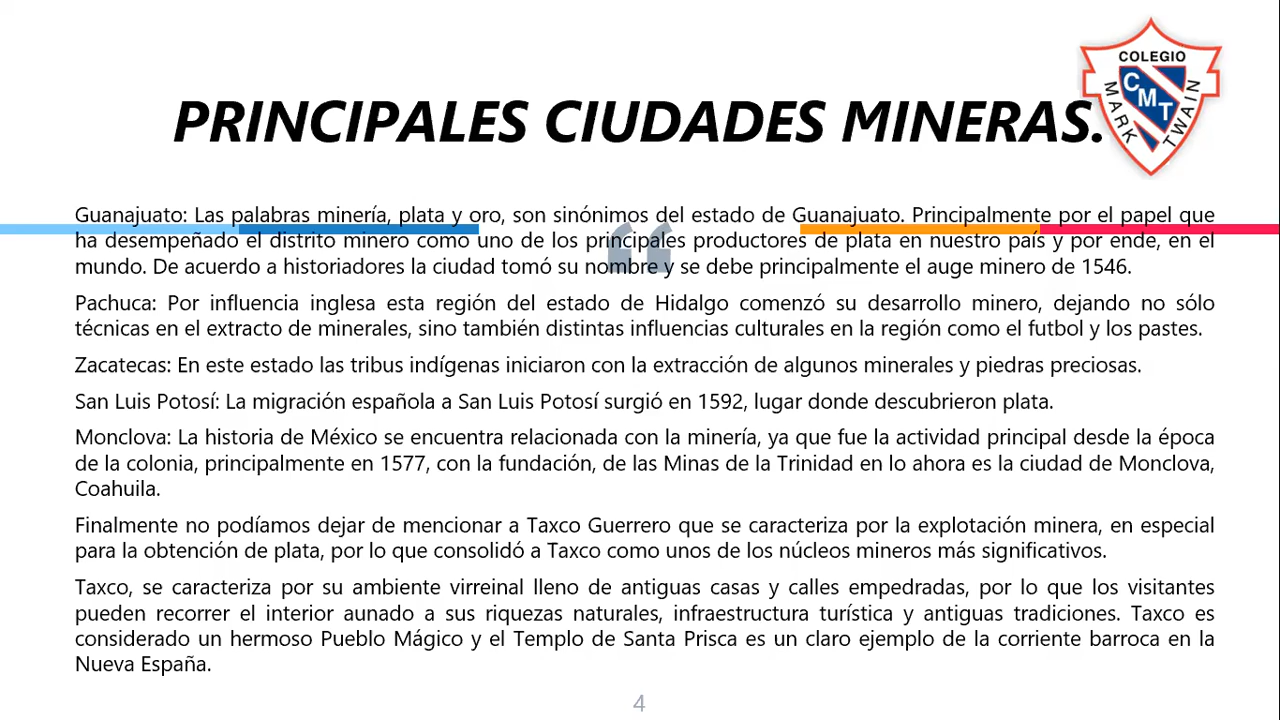 COLEGIO
MARK
CMT
TWAIN
PRINCIPALES CIUDADES MINERAS.
Guanajuato: Las palabras minería, plata y oro, son sinónimos del estado de Guanajuato. Principalmente por el papel que
ha desempeñado el distrito minero como uno de los principales productores de plata en nuestro país y por ende, en el
mundo. De acuerdo a historiadores la ciudad tomó su nombre y se debe principalmente el auge minero de 1546.
Pachuca: Por influencia inglesa esta región del estado de Hidalgo comenzó su desarrollo minero, dejando no sólo
técnicas en el extracto de minerales, sino también distintas influencias culturales en la región como el futbol y los pastes.
Zacatecas: En este estado las tribus indígenas iniciaron con la extracción de algunos minerales y piedras preciosas.
San Luis Potosí: La migración española a San Luis Potosí surgió en 1592, lugar donde descubrieron plata.
Monclova: La historia de México se encuentra relacionada con la minería, ya que fue la actividad principal desde la época
de la colonia, principalmente en 1577, con la fundación, de las Minas de la Trinidad en lo ahora es la ciudad de Monclova,
Coahuila.
Finalmente no podíamos dejar de mencionar a Taxco Guerrero que se caracteriza por la explotación minera, en especial
para la obtención de plata, por lo que consolidó a Taxco como unos de los núcleos mineros más significativos.
Taxco, se caracteriza por su ambiente virreinal lleno de antiguas casas y calles empedradas, por lo que los visitantes
pueden recorrer el interior aunado a sus riquezas naturales, infraestructura turística y antiguas tradiciones. Taxco es
considerado un hermoso Pueblo Mágico y el Templo de Santa Prisca es un claro ejemplo de la corriente barroca en la
Nueva España.
4